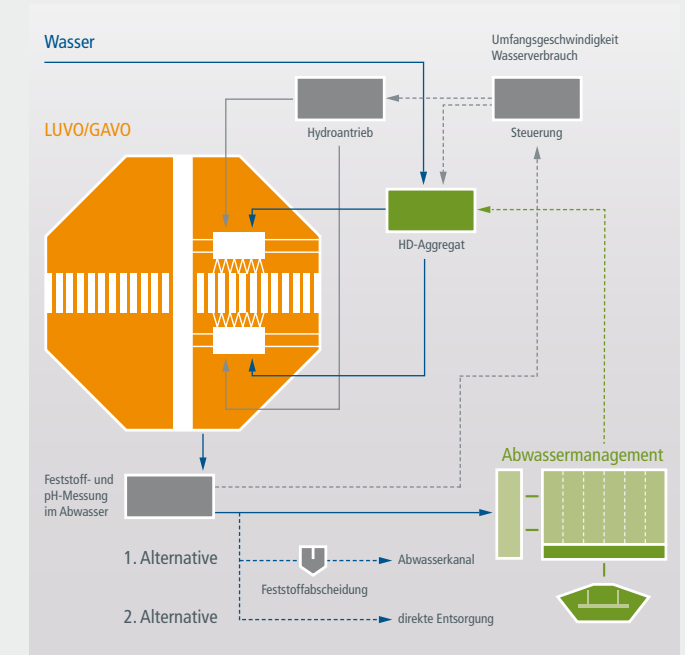 Wasser
Umfangsgeschwindigkeit
Wasserverbrauch
LUVO/GAVO
Hydroantrieb
Steuerung
HD-Aggregat
Abwassermanagement
Feststoff- und
pH-Messung
im Abwasser
1. Alternative
Abwasserkanal
Feststoffabscheidung
2. Alternative
direkte Entsorgung